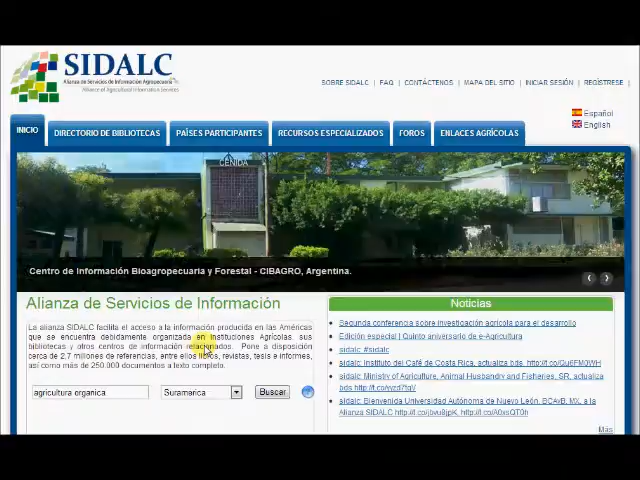 SIDALC
Alianza de Servicios de Información Agropecuaria
Alliance of Agricultural Information Services
SOBRE SIDALC | FAQ | CONTÁCTENOS | MAPA DEL SITIO | INICIAR SESIÓN | REGÍSTRESE |
Español
English
INICIO
DIRECTORIO DE BIBLIOTECAS
PAÍSES PARTICIPANTES
RECURSOS ESPECIALIZADOS
FOROS
ENLACES AGRÍCOLAS
CENIDA
Centro de Información Bioagropecuaria y Forestal - CIBAGRO, Argentina.
Alianza de Servicios de Información
La alianza SIDALC facilita el acceso a la información producida en las Américas
que se encuentra debidamente organizada en Instituciones Agrícolas, sus
bibliotecas y otros centros de información relacionados. Pone a disposición
cerca de 2,7 millones de referencias, entre ellos libros, revistas, tesis e informes,
así como más de 250.000 documentos a texto completo.
agricultura organica
Suramerica
Buscar
Noticias
Segunda conferencia sobre investigación agrícola para el desarrollo
Edición especial | Quinto aniversario de e-Agricultura
sidalc: #sidalc
sidalc: Instituto del Café de Costa Rica, actualiza bds.
sidalc: Ministry of Agriculture, Animal Husbandry and Fisheries, SR, actualiza
bds
sidalc: Bienvenida Universidad Autónoma de Nuevo León, BCAyB, MX, a la
Alianza SIDALC
Más